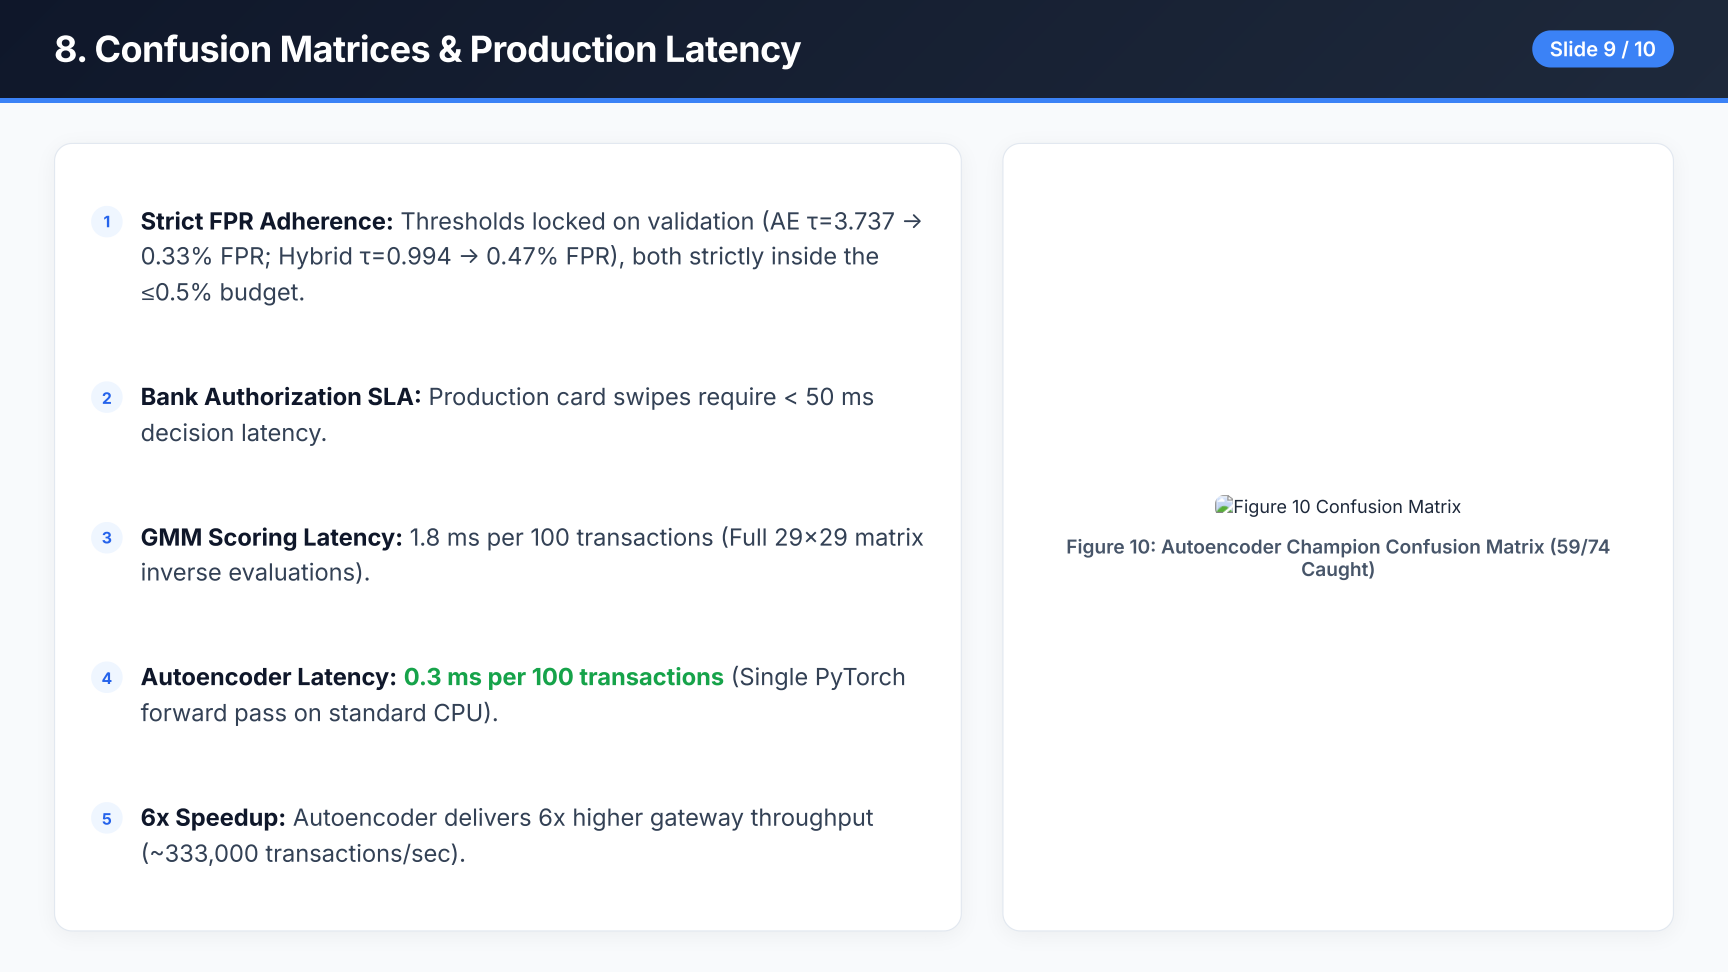 8. Confusion Matrices & Production Latency
Slide 9 / 10
1
Strict FPR Adherence: Thresholds locked on validation (AE τ=3.737 →
0.33% FPR; Hybrid τ=0.994 → 0.47% FPR), both strictly inside the
≤0.5% budget.
2
Bank Authorization SLA: Production card swipes require < 50 ms
decision latency.
3
GMM Scoring Latency: 1.8 ms per 100 transactions (Full 29×29 matrix
inverse evaluations).
4
Autoencoder Latency: 0.3 ms per 100 transactions (Single PyTorch
forward pass on standard CPU).
5
6x Speedup: Autoencoder delivers 6x higher gateway throughput
(~333,000 transactions/sec).
Figure 10 Confusion Matrix
Figure 10: Autoencoder Champion Confusion Matrix (59/74
Caught)